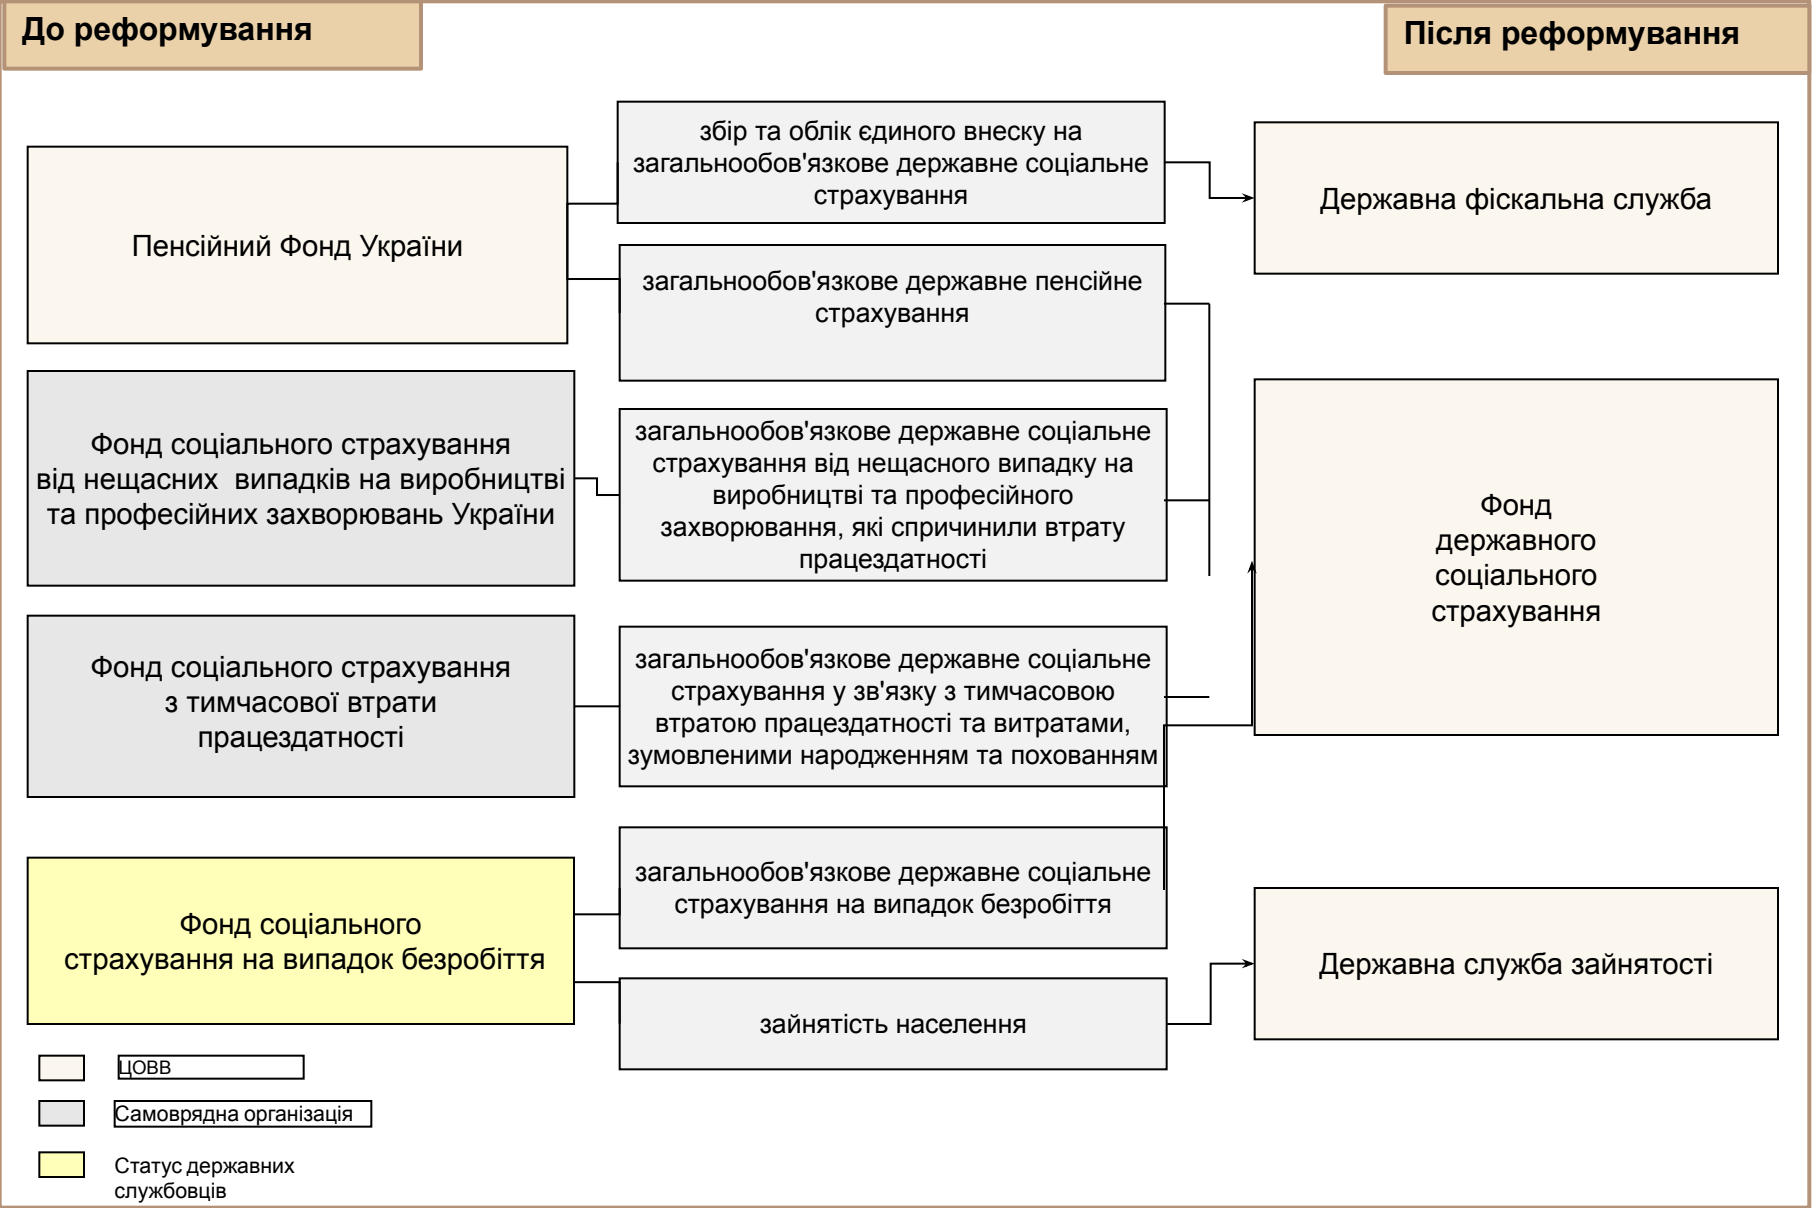 До реформування
Після реформування
збір та облік єдиного внеску на
загальнообов'язкове державне соціальне
страхування
Державна фіскальна служба
Пенсійний Фонд України
загальнообов'язкове державне пенсійне
страхування
Фонд соціального страхування
від нещасних випадків на виробництві
та професійних захворювань України
загальнообов'язкове державне соціальне
страхування від нещасного випадку на
виробництві та професійного
захворювання, які спричинили втрату
працездатності
Фонд
державного
соціального
страхування
Фонд соціального страхування
з тимчасової втрати
працездатності
загальнообов'язкове державне соціальне
страхування у зв'язку з тимчасовою
втратою працездатності та витратами,
зумовленими народженням та похованням
Фонд соціального
страхування на випадок безробіття
загальнообов'язкове державне соціальне
страхування на випадок безробіття
Державна служба зайнятості
зайнятість населення
ЦОВВ
Самоврядна організація
Статус державних
службовців